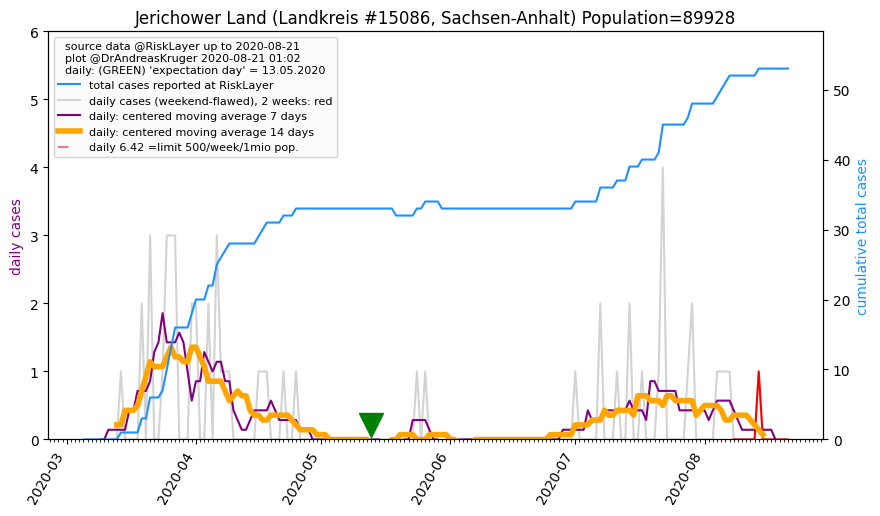 Jerichower Land (Landkreis #15086, Sachsen-Anhalt) Population=89928
source data @RiskLayer up to 2020-08-21
plot @DrAndreasKruger 2020-08-21 01:02
daily: (GREEN) 'expectation day' = 13.05.2020
total cases reported at RiskLayer
daily cases (weekend-flawed), 2 weeks: red
daily: centered moving average 7 days
daily: centered moving average 14 days
daily 6.42 =limit 500/week/1mio pop.
daily cases
6
5
4
3
2
1
0
cumulative total cases
50
40
30
20
10
0
2020-03
2020-04
2020-05
2020-06
2020-07
2020-08